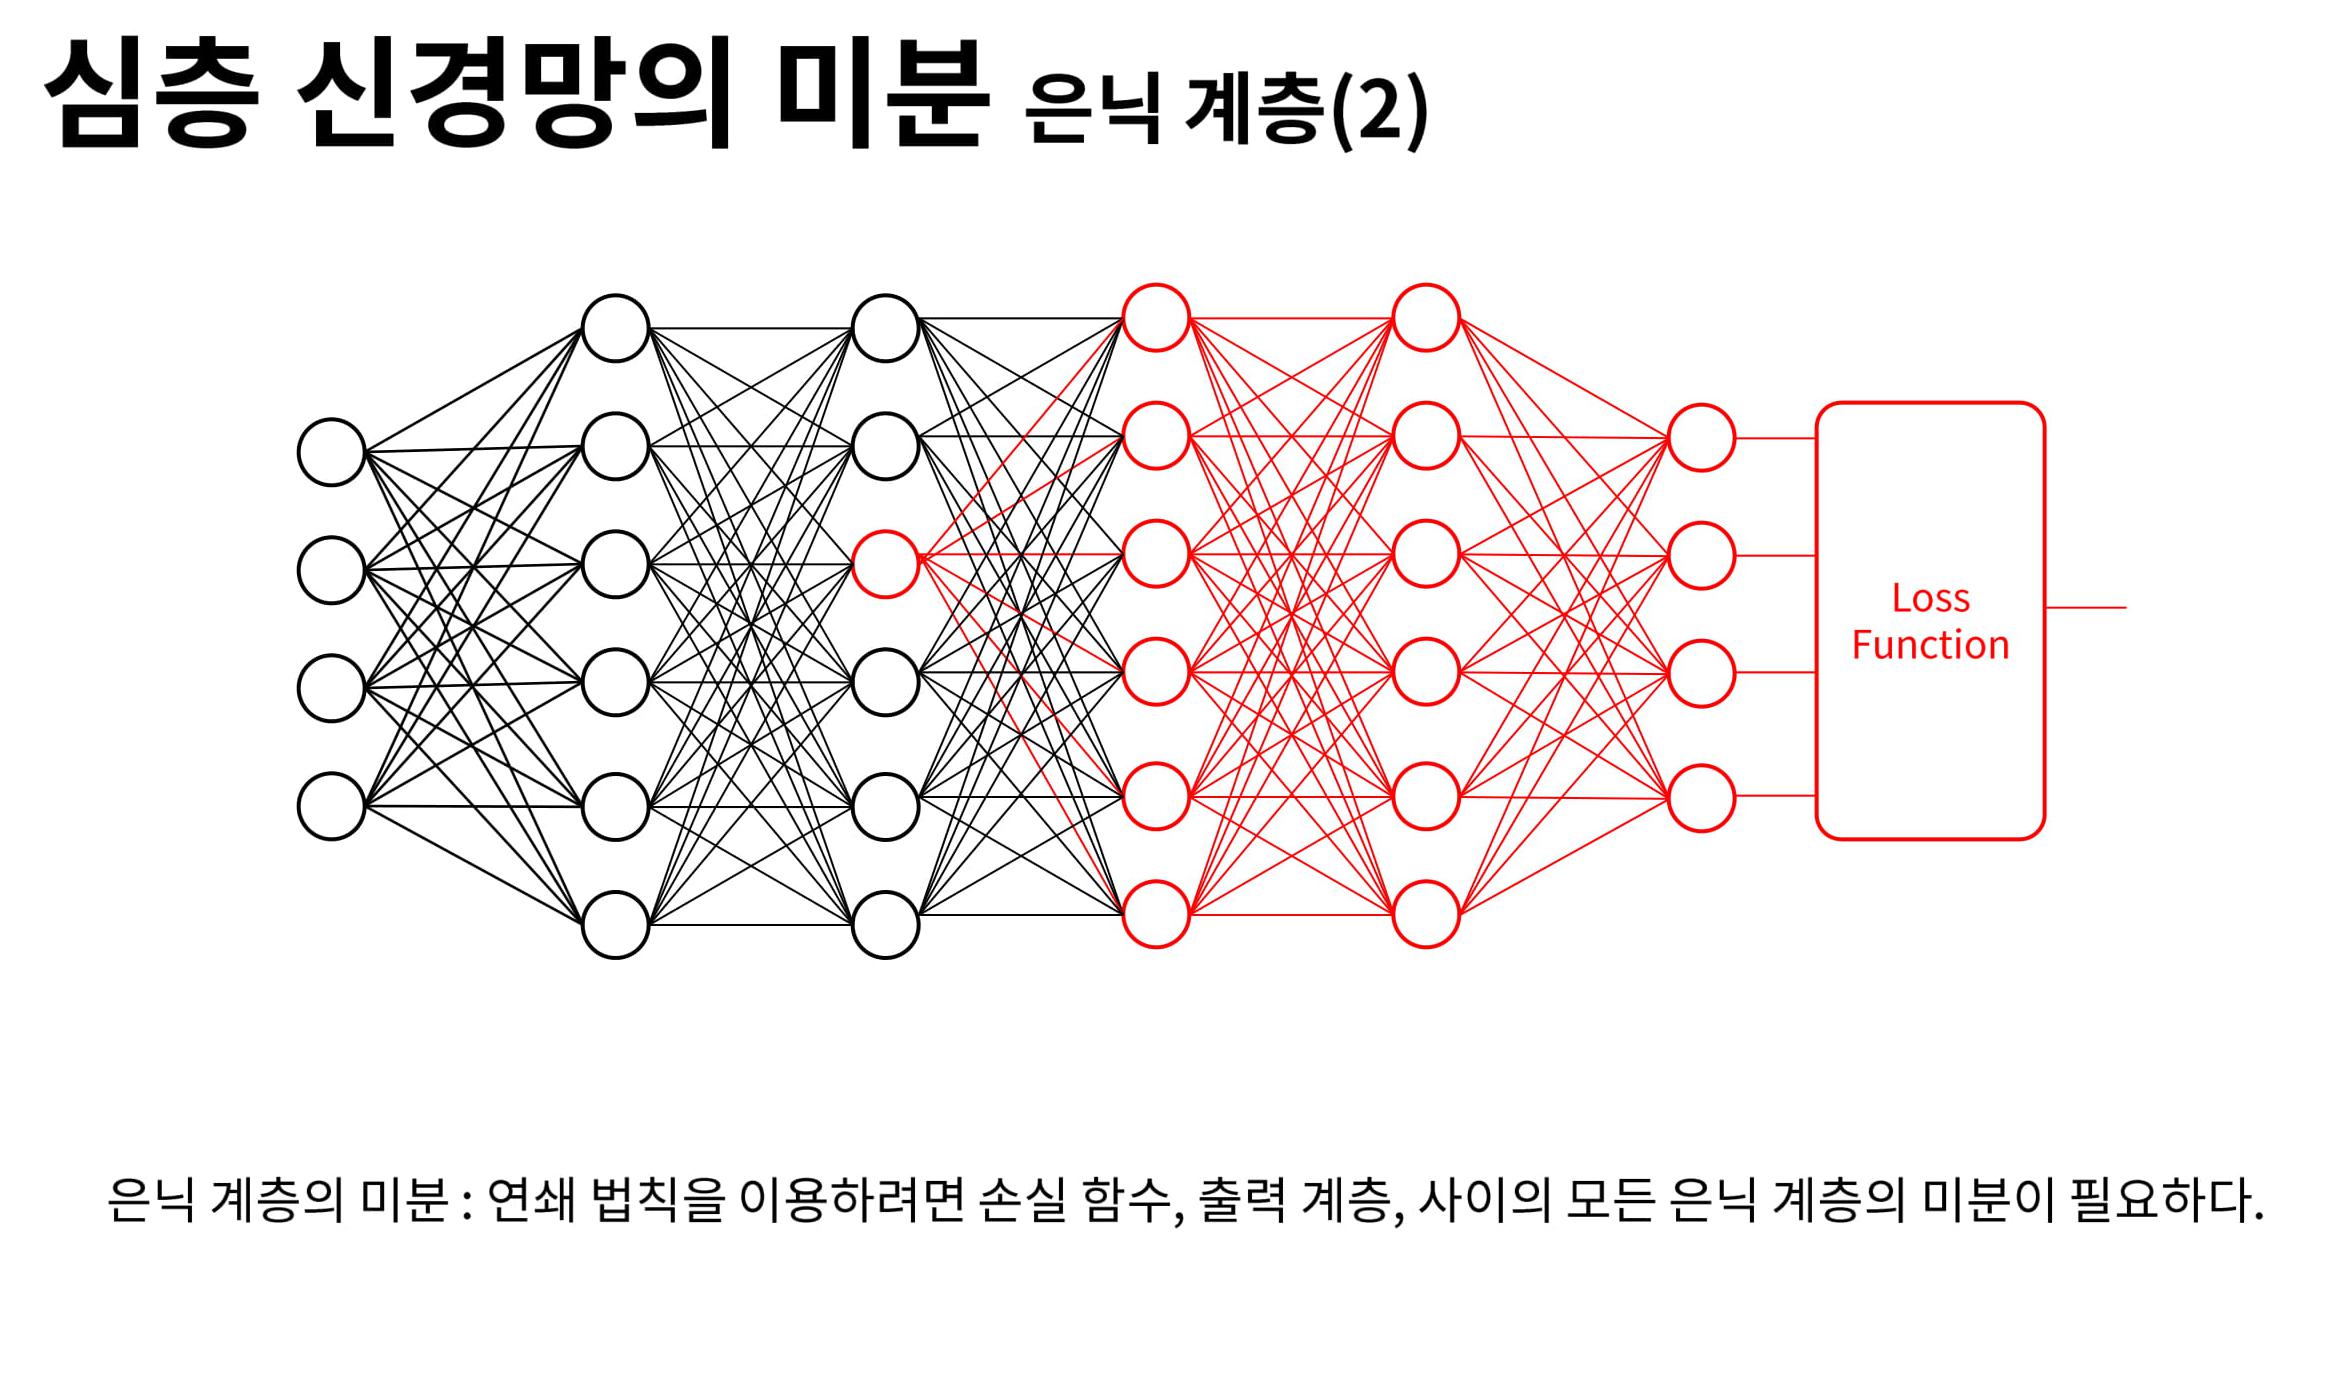 심층 신경망의 미분 은닉 계층(2)
Loss
Function
은닉 계층의 미분 : 연쇄 법칙을 이용하려면 손실 함수, 출력 계층, 사이의 모든 은닉 계층의 미분이 필요하다.